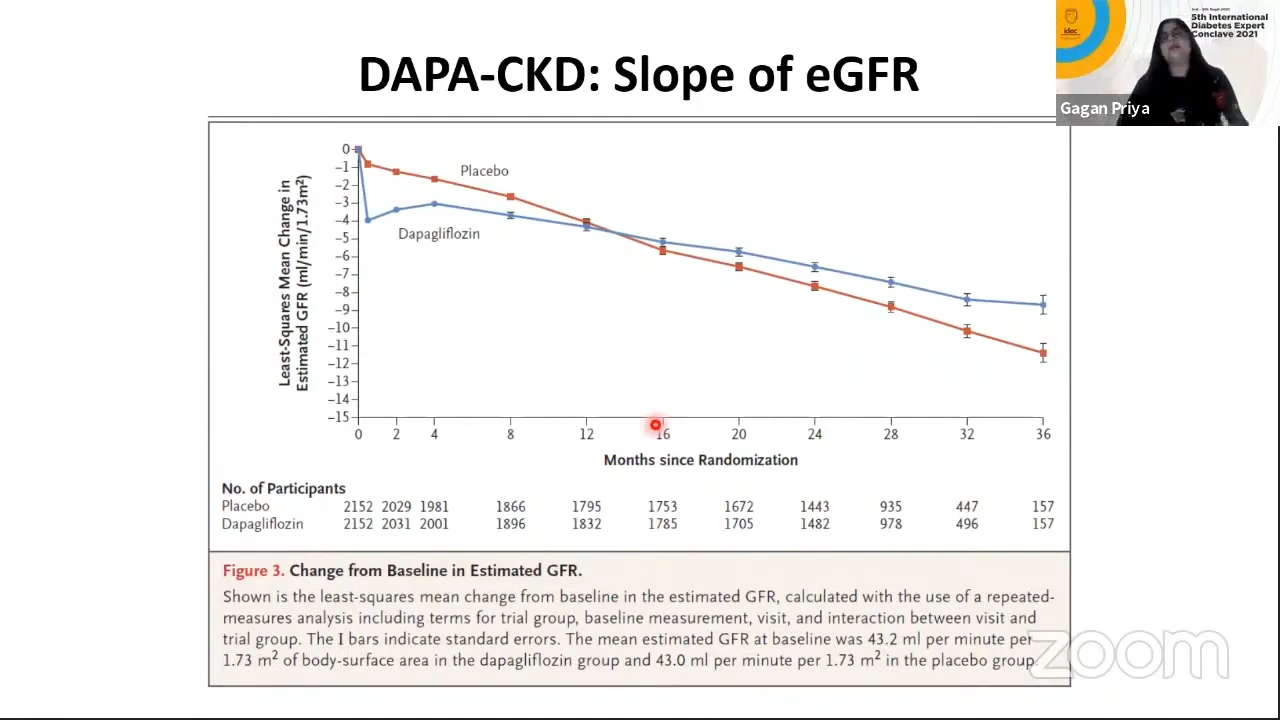 DAPA-CKD: Slope of eGFR
idec
5th International
Diabetes Expert
Conclave 2021
Gagan Priya
Least-Squares Mean Change in
Estimated GFR (ml/min/1.73m²)
0
−1
−2
−3
−4
−5
−6
−7
−8
−9
−10
−11
−12
−13
−14
−15
Placebo
Dapagliflozin
0 2 4 8 12 16 20 24 28 32 36
Months since Randomization
No. of Participants
Placebo 2152 2029 1981 1866 1795 1753 1672 1443 935 447 157
Dapagliflozin 2152 2031 2001 1896 1832 1785 1705 1482 978 496 157
Figure 3. Change from Baseline in Estimated GFR.
Shown is the least-squares mean change from baseline in the estimated GFR, calculated with the use of a repeated-
measures analysis including terms for trial group, baseline measurement, visit, and interaction between visit and
trial group. The I bars indicate standard errors. The mean estimated GFR at baseline was 43.2 ml per minute per
1.73 m² of body-surface area in the dapagliflozin group and 43.0 ml per minute per 1.73 m² in the placebo group.
zoom